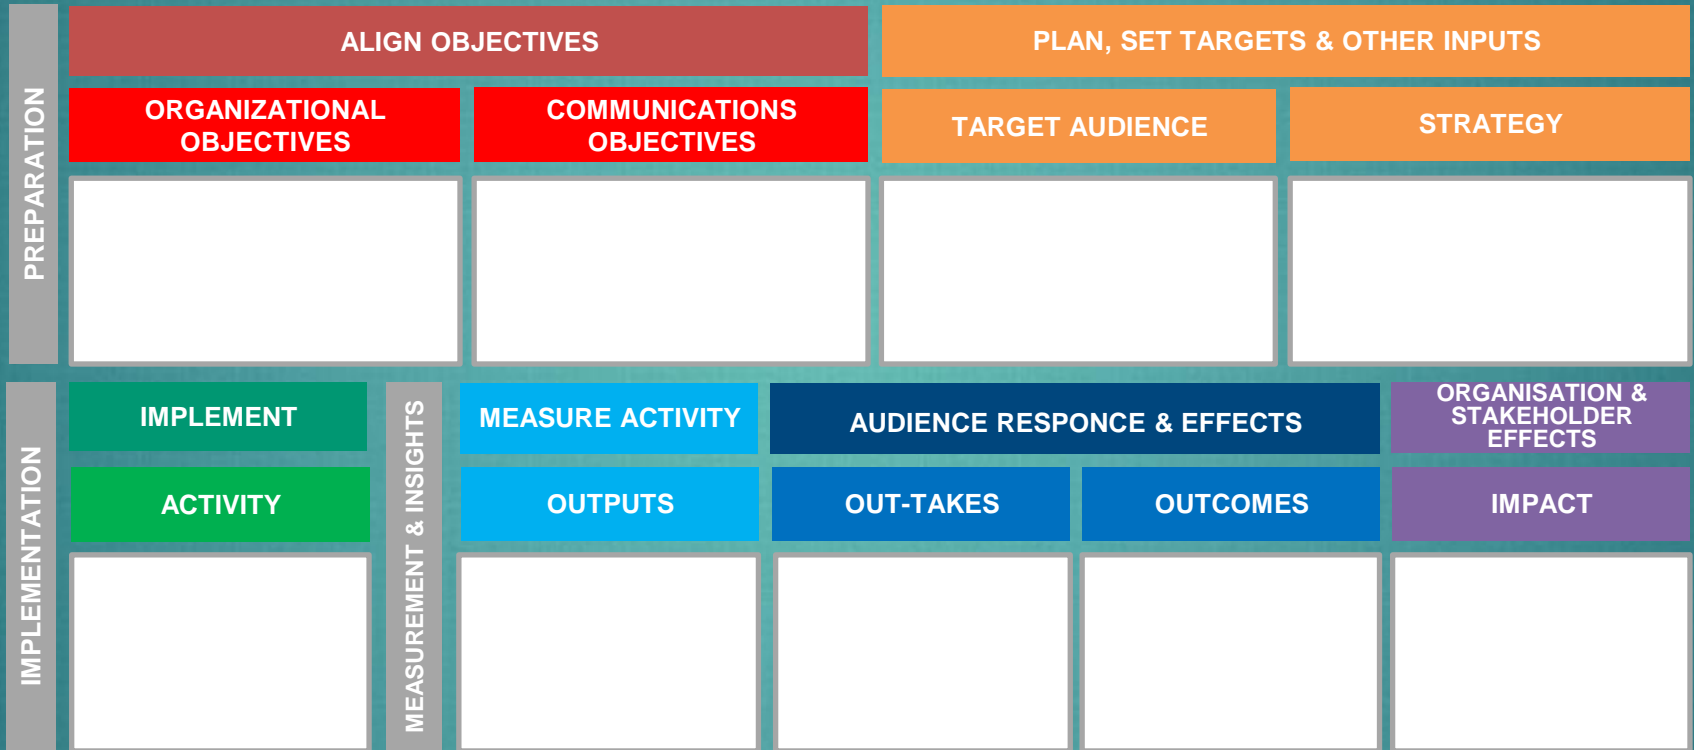 PREPARATION
ALIGN OBJECTIVES
PLAN, SET TARGETS & OTHER INPUTS
ORGANIZATIONAL
OBJECTIVES
COMMUNICATIONS
OBJECTIVES
TARGET AUDIENCE
STRATEGY
IMPLEMENTATION
IMPLEMENT
ACTIVITY
MEASUREMENT & INSIGHTS
MEASURE ACTIVITY
AUDIENCE RESPONCE & EFFECTS
ORGANISATION &
STAKEHOLDER
EFFECTS
OUTPUTS
OUT-TAKES
OUTCOMES
IMPACT